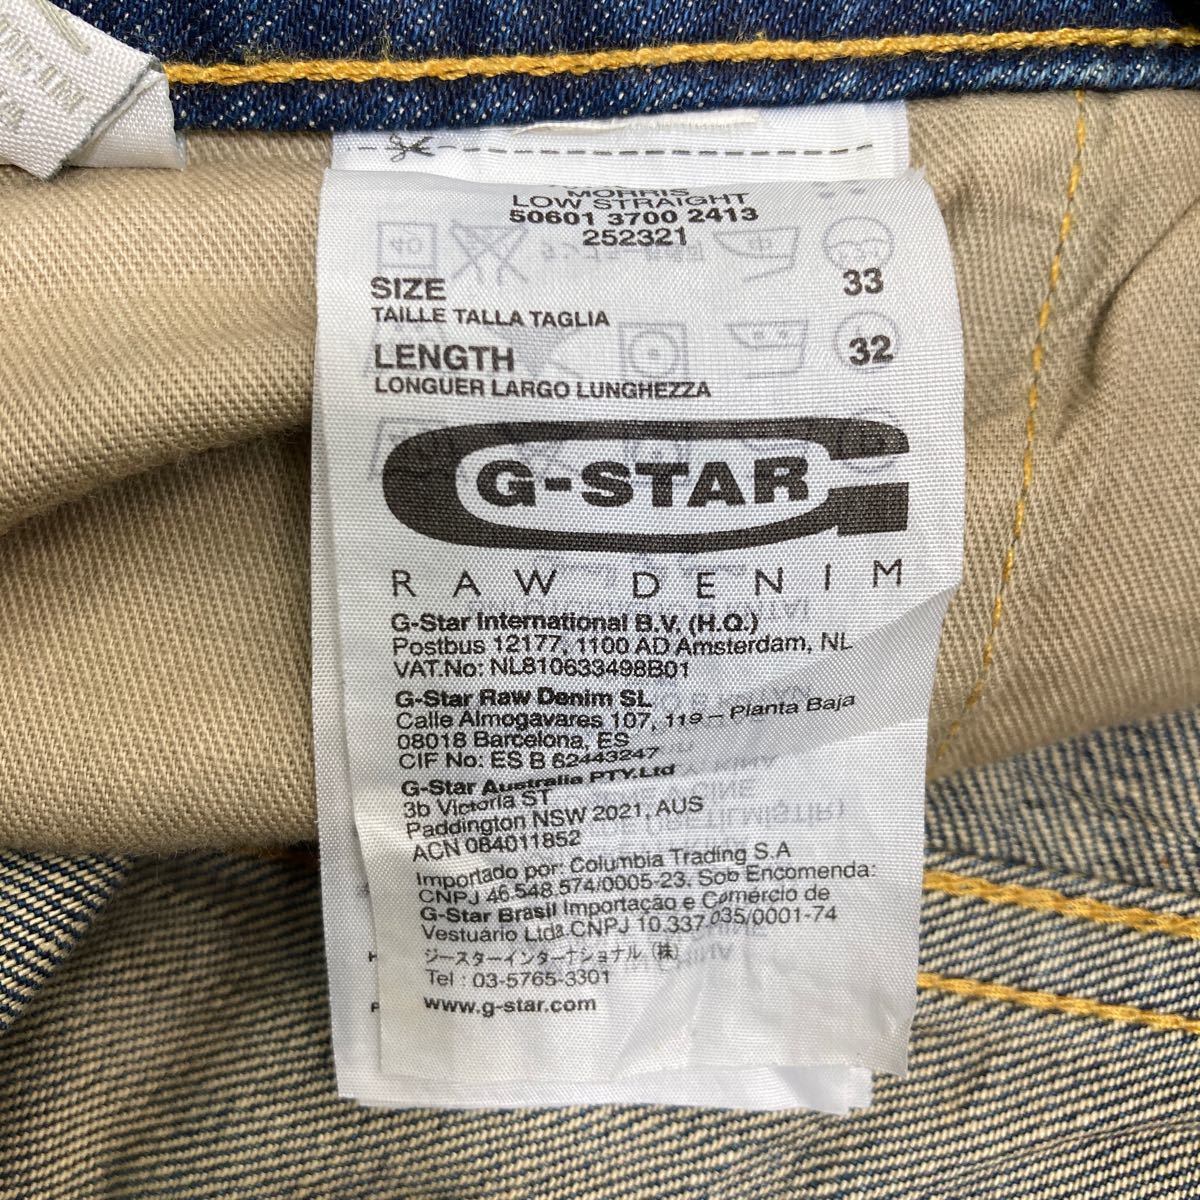 MORRIS
LOW STRAIGHT
50601 3700 2413
252321
SIZE 33
TAILLE TALLA TAGLIA
LENGTH 32
LONGUER LARGO LUNGHEZZA
G-STAR
RAW DENIM
G-Star International B.V. (H.Q.)
Postbus 12177, 1100 AD Amsterdam, NL
VAT.No: NL810633498B01
G-Star Raw Denim SL
Calle Almogavares 107, 119 – Planta Baja
08018 Barcelona, ES
CIF No: ES B 62443247
G-Star Australia PTY.Ltd
3b Victoria ST
Paddington NSW 2021, AUS
ACN 084011852
Importado por: Columbia Trading S.A
CNPJ 46.548.574/0005-23. Sob Encomenda:
G-Star Brasil Importação e Comércio de
Vestuário Ltda CNPJ 10.337.035/0001-74
ジースターインターナショナル (株)
Tel : 03-5765-3301
www.g-star.com